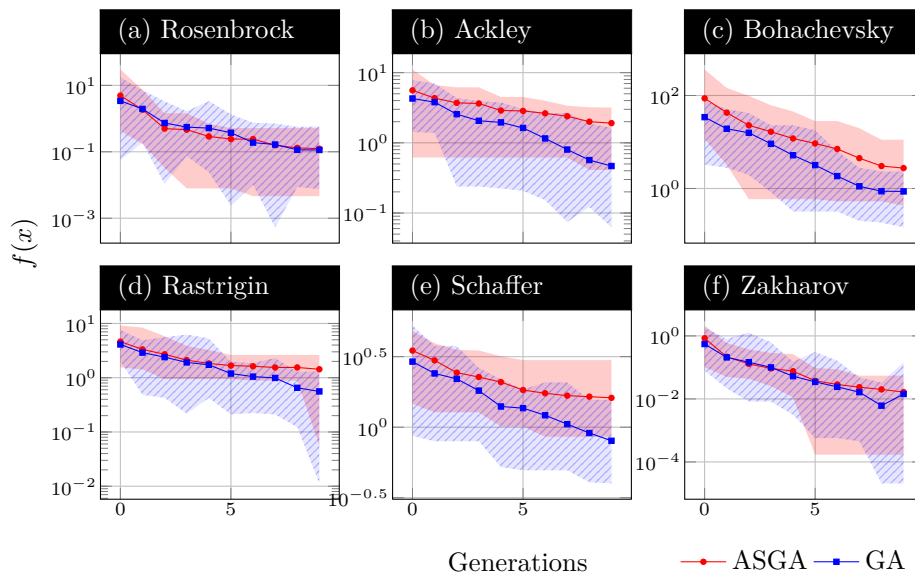 (a) Rosenbrock
(b) Ackley
(c) Bohachevsky
10^1
10^{-1}
10^{-3}
10^1
10^0
10^{-1}
10^2
10^0
f(x)
(d) Rastrigin
(e) Schaffer
(f) Zakharov
10^1
10^0
10^{-1}
10^{-2}
10^{0.5}
10^0
10^{-0.5}
10^0
10^{-2}
10^{-4}
0 5
0 5
0 5
Generations
ASGA GA